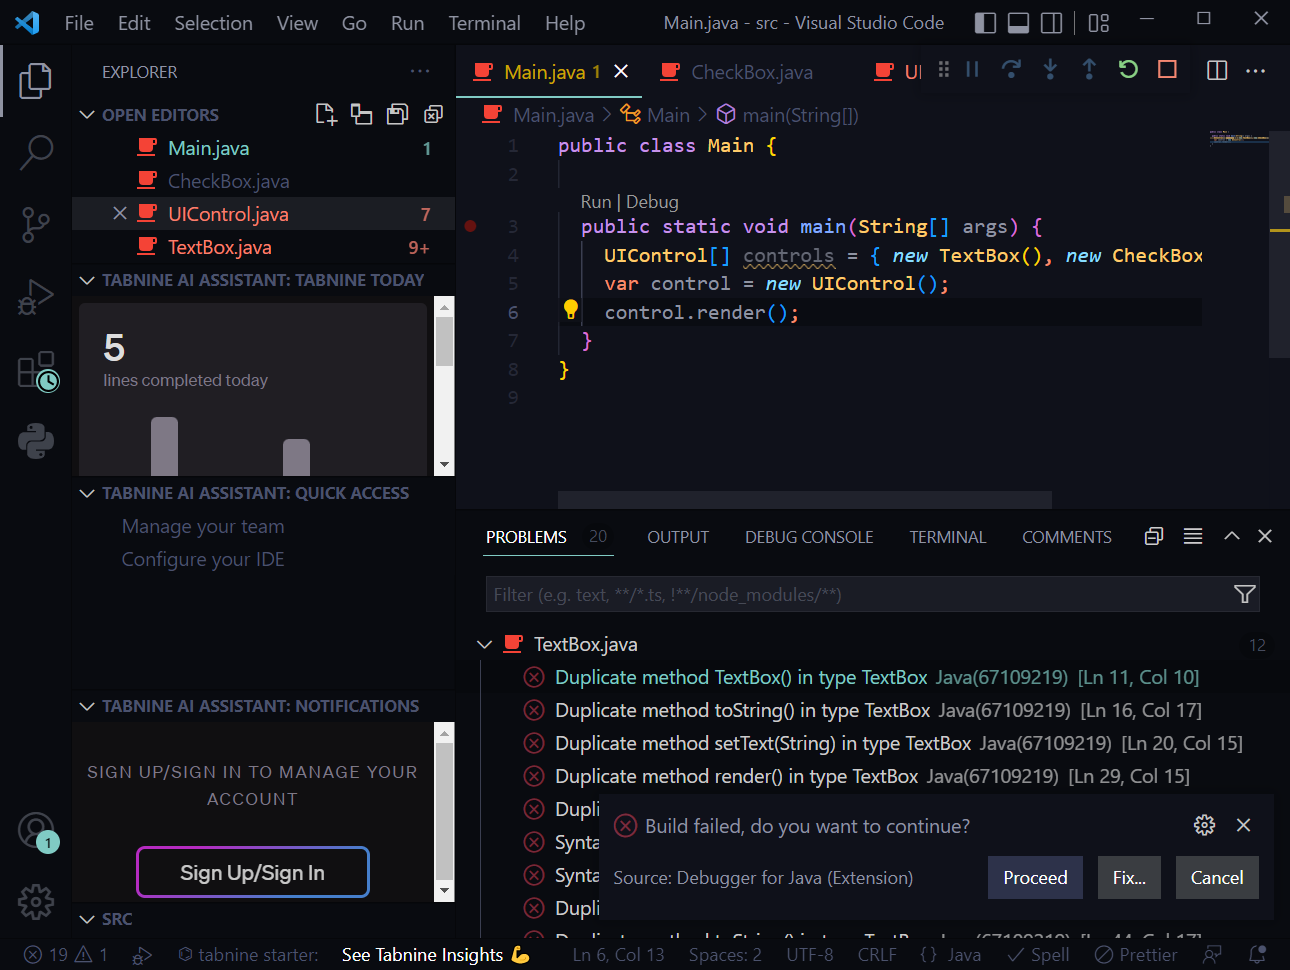 File Edit Selection View Go Run Terminal Help Main.java - src - Visual Studio Code
EXPLORER
OPEN EDITORS
Main.java 1
CheckBox.java
UIControl.java 7
TextBox.java 9+
TABNINE AI ASSISTANT: TABNINE TODAY
5
lines completed today
TABNINE AI ASSISTANT: QUICK ACCESS
Manage your team
Configure your IDE
TABNINE AI ASSISTANT: NOTIFICATIONS
SIGN UP/SIGN IN TO MANAGE YOUR
ACCOUNT
Sign Up/Sign In
SRC
1
Main.java 1 CheckBox.java UI
Main.java > Main > main(String[])
1 public class Main {
2
Run | Debug
3 public static void main(String[] args) {
4 UIControl[] controls = { new TextBox(), new CheckBox
5 var control = new UIControl();
6 control.render();
7 }
8 }
9
PROBLEMS 20 OUTPUT DEBUG CONSOLE TERMINAL COMMENTS
Filter (e.g. text, **/*.ts, !**/node_modules/**)
TextBox.java 12
Duplicate method TextBox() in type TextBox Java(67109219) [Ln 11, Col 10]
Duplicate method toString() in type TextBox Java(67109219) [Ln 16, Col 17]
Duplicate method setText(String) in type TextBox Java(67109219) [Ln 20, Col 15]
Duplicate method render() in type TextBox Java(67109219) [Ln 29, Col 15]
Dupli
Synta
Synta
Dupli
Build failed, do you want to continue?
Source: Debugger for Java (Extension)
Proceed Fix... Cancel
19 1 tabnine starter: See Tabnine Insights 💪 Ln 6, Col 13 Spaces: 2 UTF-8 CRLF {} Java Spell Prettier